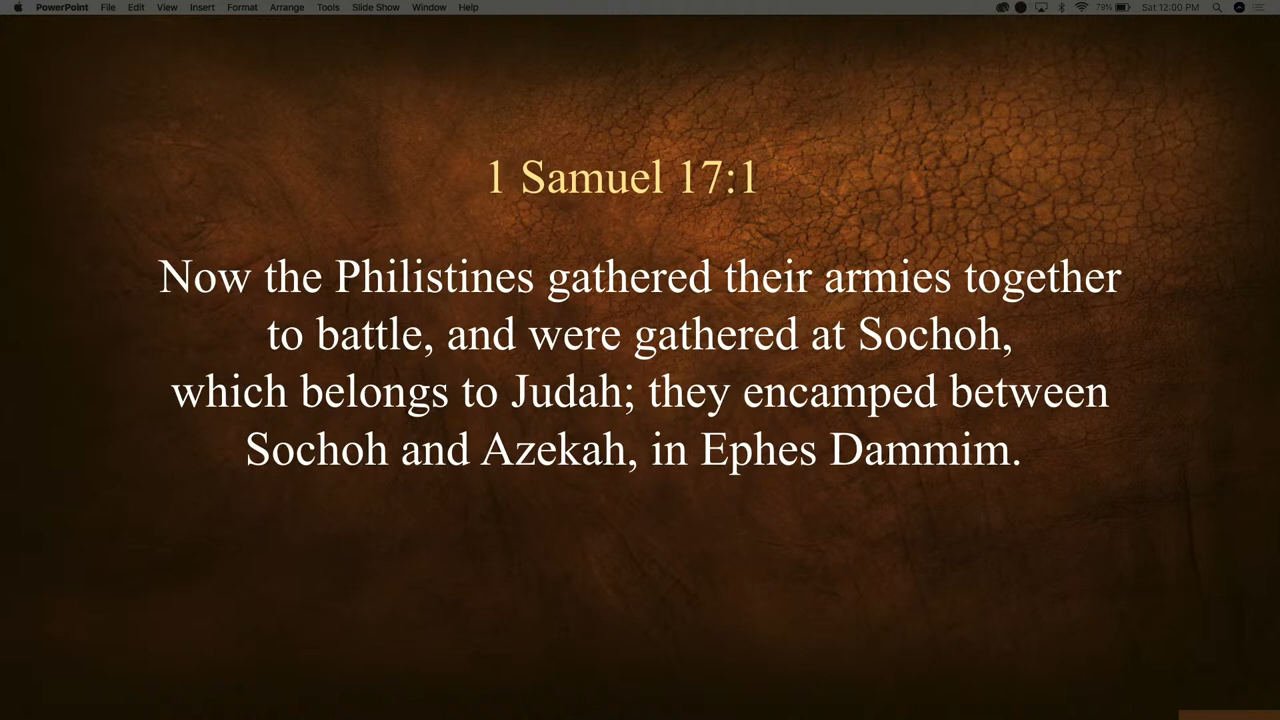 PowerPoint File Edit View Insert Format Arrange Tools Slide Show Window Help 79% Sat 12:00 PM
1 Samuel 17:1
Now the Philistines gathered their armies together
to battle, and were gathered at Sochoh,
which belongs to Judah; they encamped between
Sochoh and Azekah, in Ephes Dammim.